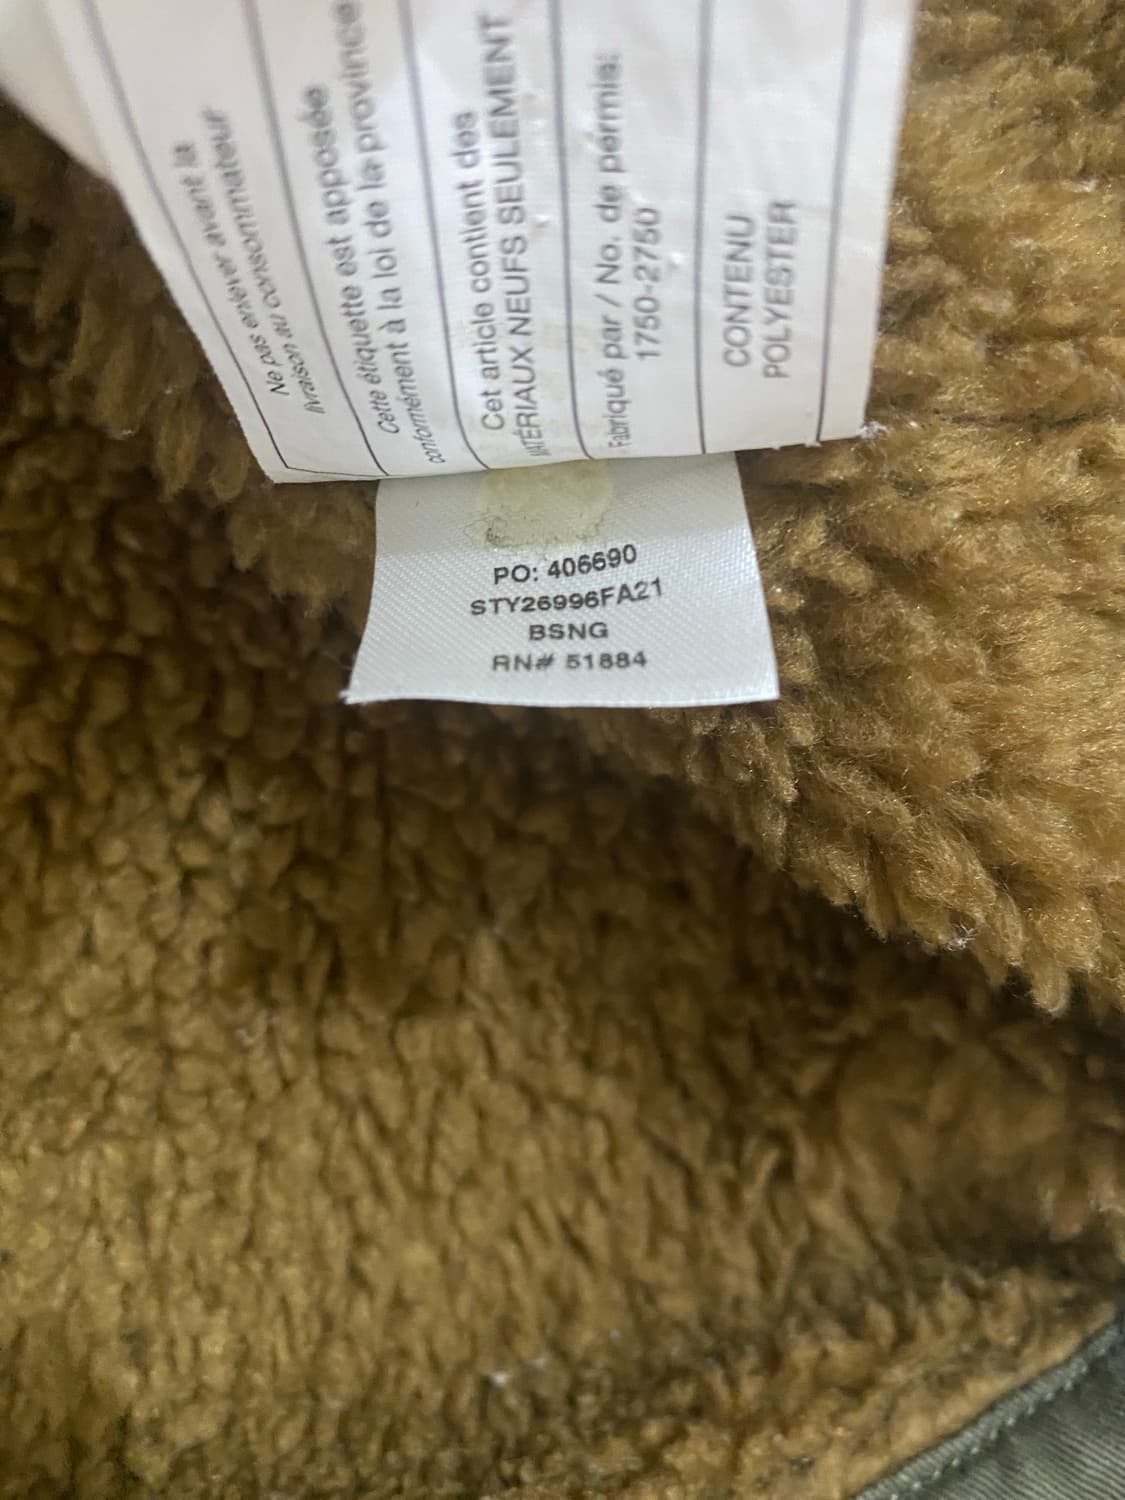 Ne pas enlever avant la
livraison au consommateur
Cette étiquette est apposée
conformément à la loi de la province
Cet article contient des
MATÉRIAUX NEUFS SEULEMENT
Fabriqué par / No. de permis:
1750-2750
CONTENU
POLYESTER
PO: 406690
STY26996FA21
BSNG
RN# 51884